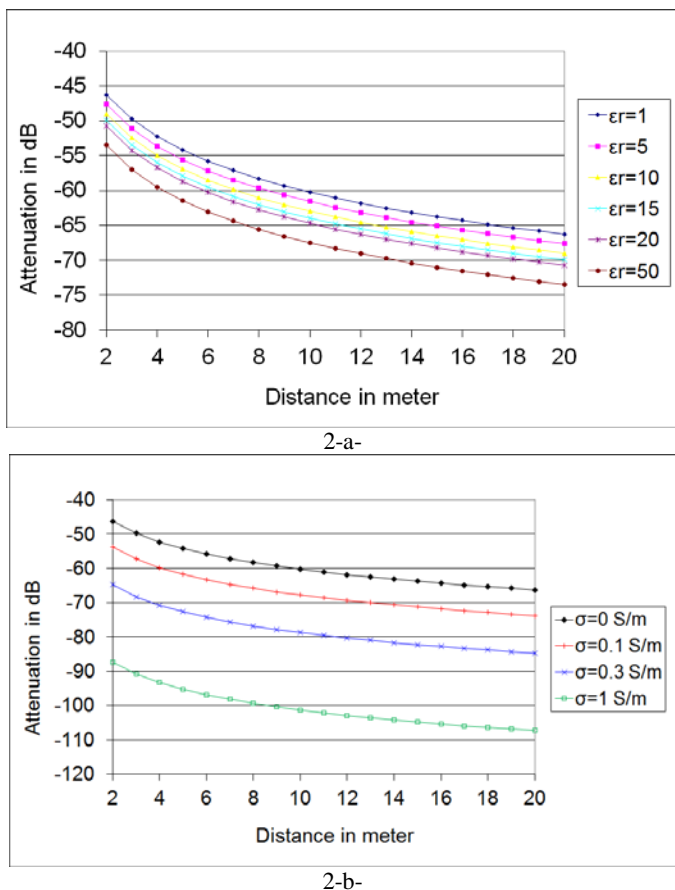 -40
-45
-50
-55
-60
-65
-70
-75
-80
Attenuation in dB
2 4 6 8 10 12 14 16 18 20
Distance in meter
εr=1
εr=5
εr=10
εr=15
εr=20
εr=50
2-a-
-40
-50
-60
-70
-80
-90
-100
-110
-120
Attenuation in dB
2 4 6 8 10 12 14 16 18 20
Distance in meter
σ=0 S/m
σ=0.1 S/m
σ=0.3 S/m
σ=1 S/m
2-b-